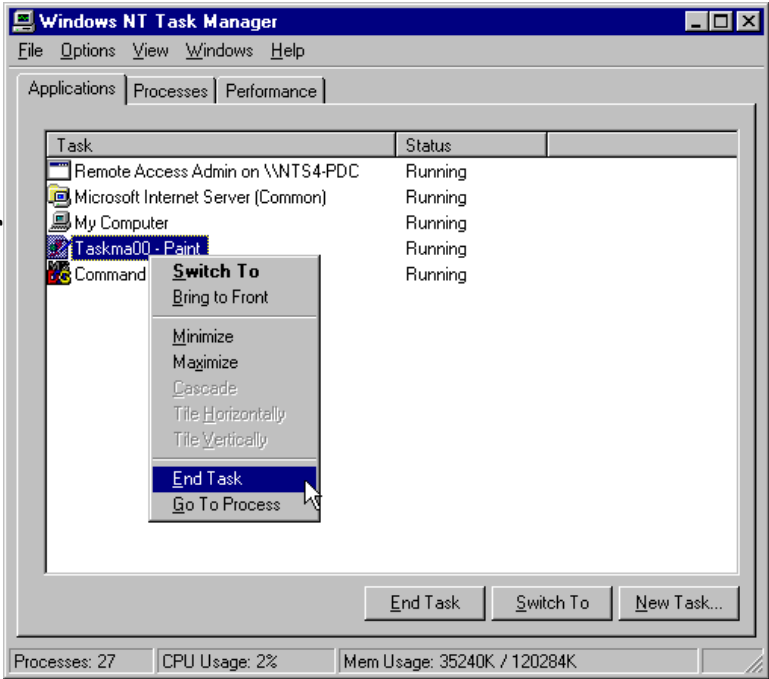 Windows NT Task Manager
File Options View Windows Help
Applications Processes Performance
Task Status
Remote Access Admin on \\NTS4-PDC Running
Microsoft Internet Server (Common) Running
My Computer Running
Taskma00 - Paint Running
Command Running
Switch To
Bring to Front
Minimize
Maximize
Cascade
Tile Horizontally
Tile Vertically
End Task
Go To Process
End Task Switch To New Task...
Processes: 27 CPU Usage: 2% Mem Usage: 35240K / 120284K